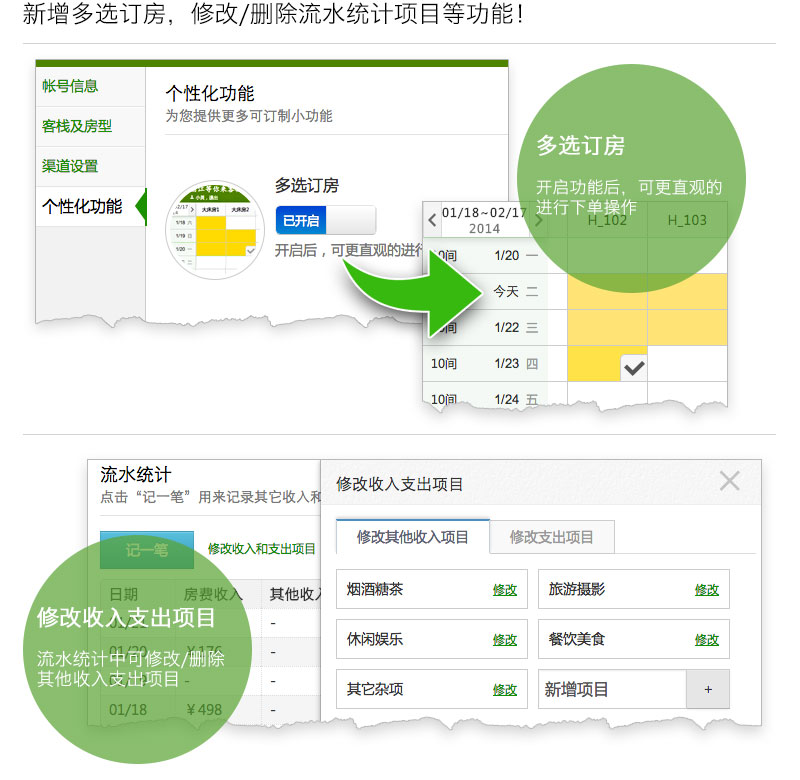 新增多选订房，修改/删除流水统计项目等功能！
帐号信息
客栈及房型
渠道设置
个性化功能
个性化功能
为您提供更多可订制小功能
多选订房
已开启
开启后，可更直观的进行
大床房1 大床房2
多选订房
开启功能后，可更直观的
进行下单操作
01/18~02/17
2014
H_102 H_103
1/20 一
今天 二
1/22 三
10间 1/23 四
10间 1/24 五
流水统计
点击“记一笔”用来记录其它收入和
记一笔 修改收入和支出项目
日期 房费收入 其他收入
-
-
- -
01/18 ￥498 -
修改收入支出项目
流水统计中可修改/删除
其他收入支出项目
修改收入支出项目
修改其他收入项目 修改支出项目
烟酒糖茶 修改 旅游摄影 修改
休闲娱乐 修改 餐饮美食 修改
其它杂项 修改 新增项目 +